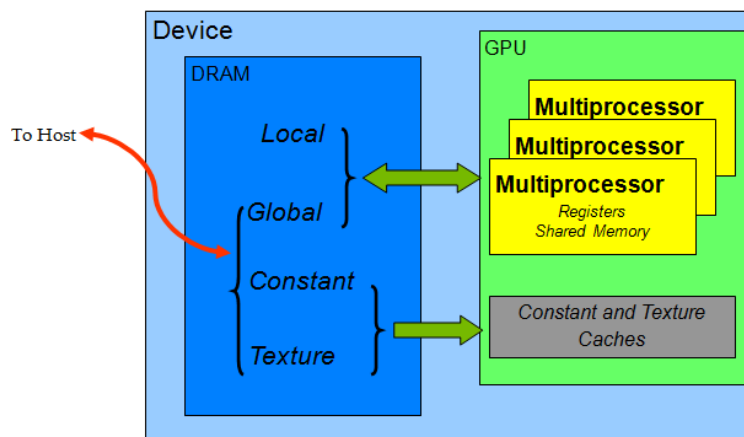 Device
DRAM
GPU
To Host
Local
Global
Constant
Texture
Multiprocessor
Multiprocessor
Multiprocessor
Registers
Shared Memory
Constant and Texture
Caches